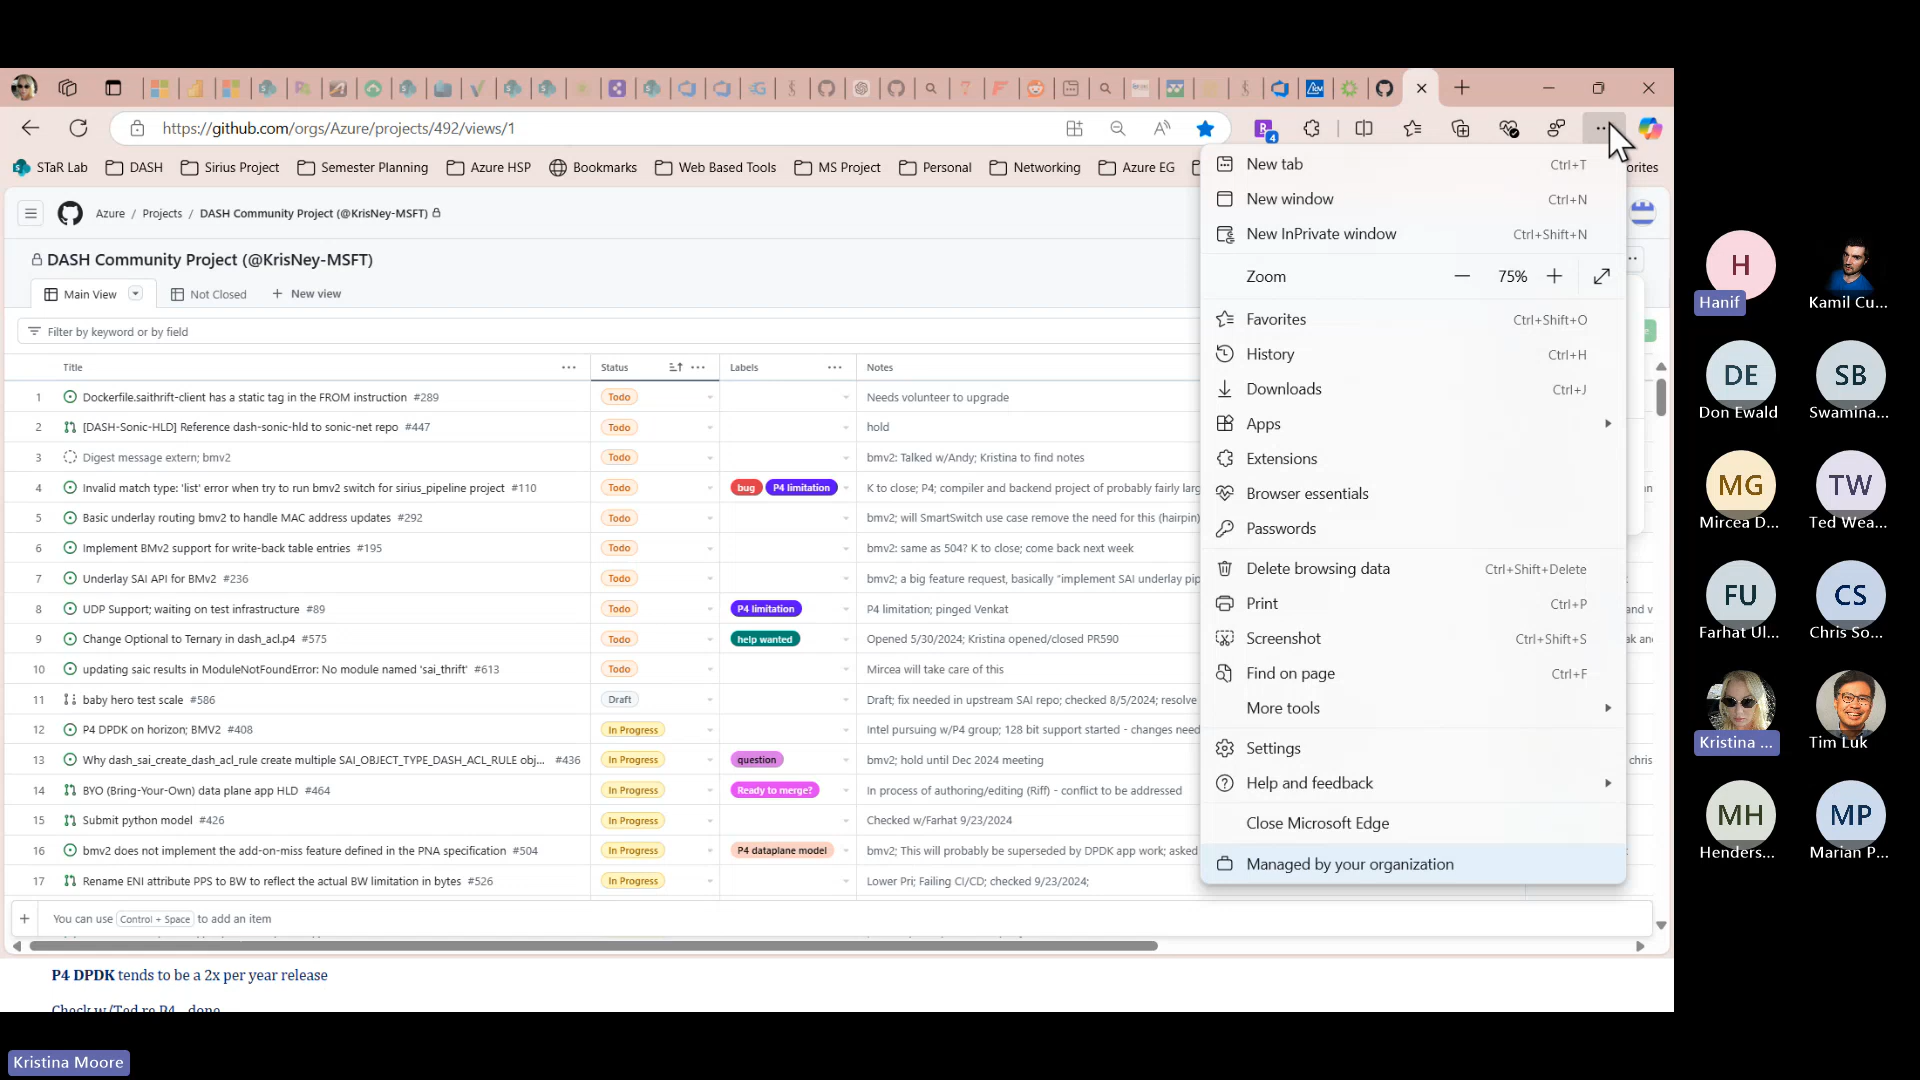 https://github.com/orgs/Azure/projects/492/views/1
4
STaR Lab
DASH
Sirius Project
Semester Planning
Azure HSP
Bookmarks
Web Based Tools
MS Project
Personal
Networking
Azure EG
orites
Azure / Projects / DASH Community Project (@KrisNey-MSFT)
DASH Community Project (@KrisNey-MSFT)
Main View
Not Closed
+ New view
Filter by keyword or by field
Title
Status
Labels
Notes
1 Dockerfile.saithrift-client has a static tag in the FROM instruction #289 Todo Needs volunteer to upgrade
2 [DASH-Sonic-HLD] Reference dash-sonic-hld to sonic-net repo #447 Todo hold
3 Digest message extern; bmv2 Todo bmv2: Talked w/Andy; Kristina to find notes
4 Invalid match type: 'list' error when try to run bmv2 switch for sirius_pipeline project #110 Todo bug P4 limitation K to close; P4; compiler and backend project of probably fairly larg
5 Basic underlay routing bmv2 to handle MAC address updates #292 Todo bmv2; will SmartSwitch use case remove the need for this (hairpin)
6 Implement BMv2 support for write-back table entries #195 Todo bmv2: same as 504? K to close; come back next week
7 Underlay SAI API for BMv2 #236 Todo bmv2; a big feature request, basically "implement SAI underlay pip
8 UDP Support; waiting on test infrastructure #89 Todo P4 limitation P4 limitation; pinged Venkat and v
9 Change Optional to Ternary in dash_acl.p4 #575 Todo help wanted Opened 5/30/2024; Kristina opened/closed PR590 ak an
10 updating saic results in ModuleNotFoundError: No module named 'sai_thrift' #613 Todo Mircea will take care of this
11 baby hero test scale #586 Draft Draft; fix needed in upstream SAI repo; checked 8/5/2024; resolve
12 P4 DPDK on horizon; BMV2 #408 In Progress Intel pursuing w/P4 group; 128 bit support started - changes need
13 Why dash_sai_create_dash_acl_rule create multiple SAI_OBJECT_TYPE_DASH_ACL_RULE obj... #436 In Progress question bmv2; hold until Dec 2024 meeting chris
14 BYO (Bring-Your-Own) data plane app HLD #464 In Progress Ready to merge? In process of authoring/editing (Riff) - conflict to be addressed
15 Submit python model #426 In Progress Checked w/Farhat 9/23/2024
16 bmv2 does not implement the add-on-miss feature defined in the PNA specification #504 In Progress P4 dataplane model bmv2; This will probably be superseded by DPDK app work; asked
17 Rename ENI attribute PPS to BW to reflect the actual BW limitation in bytes #526 In Progress Lower Pri; Failing CI/CD; checked 9/23/2024;
+ You can use Control + Space to add an item
P4 DPDK tends to be a 2x per year release
Check w/Ted re P4 - done
New tab Ctrl+T
New window Ctrl+N
New InPrivate window Ctrl+Shift+N
Zoom 75%
Favorites Ctrl+Shift+O
History Ctrl+H
Downloads Ctrl+J
Apps
Extensions
Browser essentials
Passwords
Delete browsing data Ctrl+Shift+Delete
Print Ctrl+P
Screenshot Ctrl+Shift+S
Find on page Ctrl+F
More tools
Settings
Help and feedback
Close Microsoft Edge
Managed by your organization
H
Hanif
Kamil Cu...
DE
Don Ewald
SB
Swamina...
MG
Mircea D...
TW
Ted Wea...
FU
Farhat Ul...
CS
Chris So...
Kristina ...
Tim Luk
MH
Henders...
MP
Marian P...
Kristina Moore